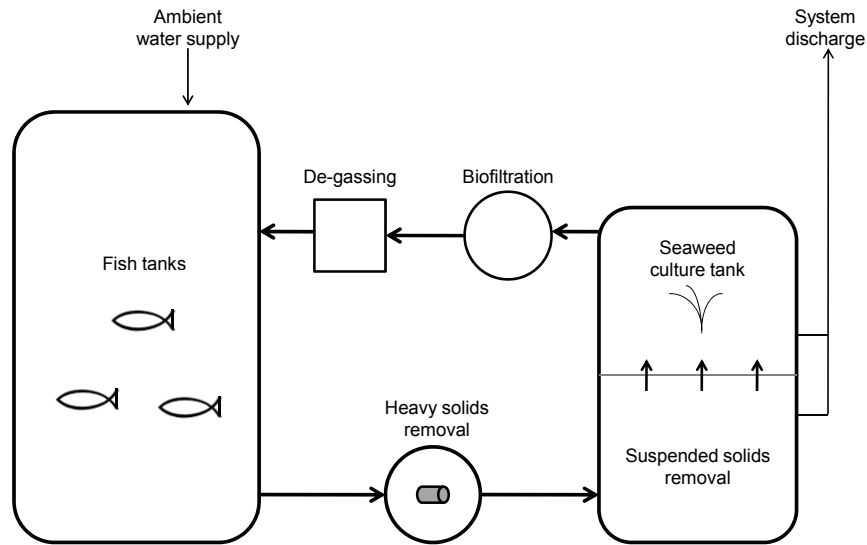 Ambient
water supply
System
discharge
De-gassing
Biofiltration
Fish tanks
Seaweed
culture tank
Heavy solids
removal
Suspended solids
removal